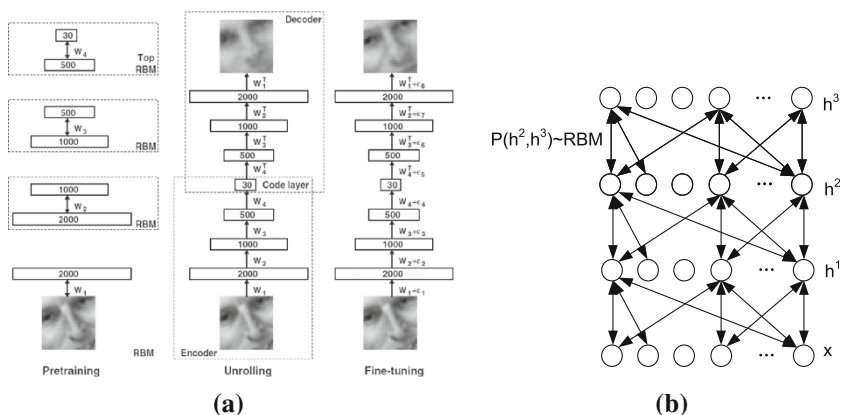 30
W₄
500
Top
RBM
500
W₃
1000
RBM
1000
W₂
2000
RBM
2000
W₁
RBM
Pretraining
Decoder
W₁ᵀ
2000
W₂ᵀ
1000
W₃ᵀ
500
W₄ᵀ
30
Code layer
W₄
500
W₃
1000
W₂
2000
W₁
Encoder
Unrolling
W₁ᵀ+ε₈
2000
W₂ᵀ+ε₇
1000
W₃ᵀ+ε₆
500
W₄ᵀ+ε₅
30
W₄+ε₄
500
W₃+ε₃
1000
W₂+ε₂
2000
W₁+ε₁
Fine-tuning
(a)
... h³
P(h²,h³)~RBM
... h²
... h¹
... x
(b)